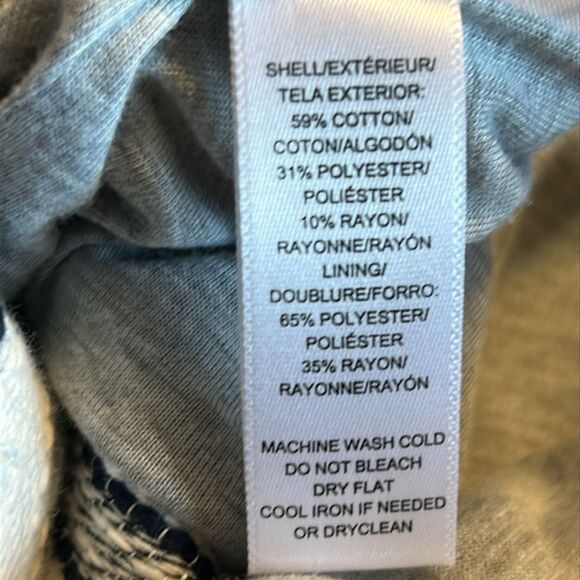 SHELL/EXTÉRIEUR/
TELA EXTERIOR:
59% COTTON/
COTON/ALGODÓN
31% POLYESTER/
POLIÉSTER
10% RAYON/
RAYONNE/RAYÓN
LINING/
DOUBLURE/FORRO:
65% POLYESTER/
POLIÉSTER
35% RAYON/
RAYONNE/RAYÓN
MACHINE WASH COLD
DO NOT BLEACH
DRY FLAT
COOL IRON IF NEEDED
OR DRYCLEAN